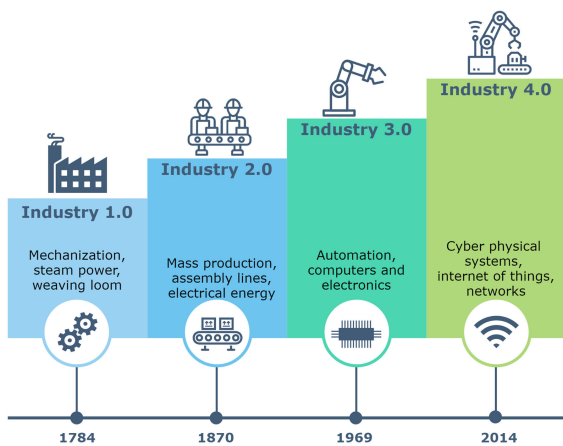 Industry 1.0
Mechanization,
steam power,
weaving loom
1784
Industry 2.0
Mass production,
assembly lines,
electrical energy
1870
Industry 3.0
Automation,
computers and
electronics
1969
Industry 4.0
Cyber physical
systems,
internet of things,
networks
2014